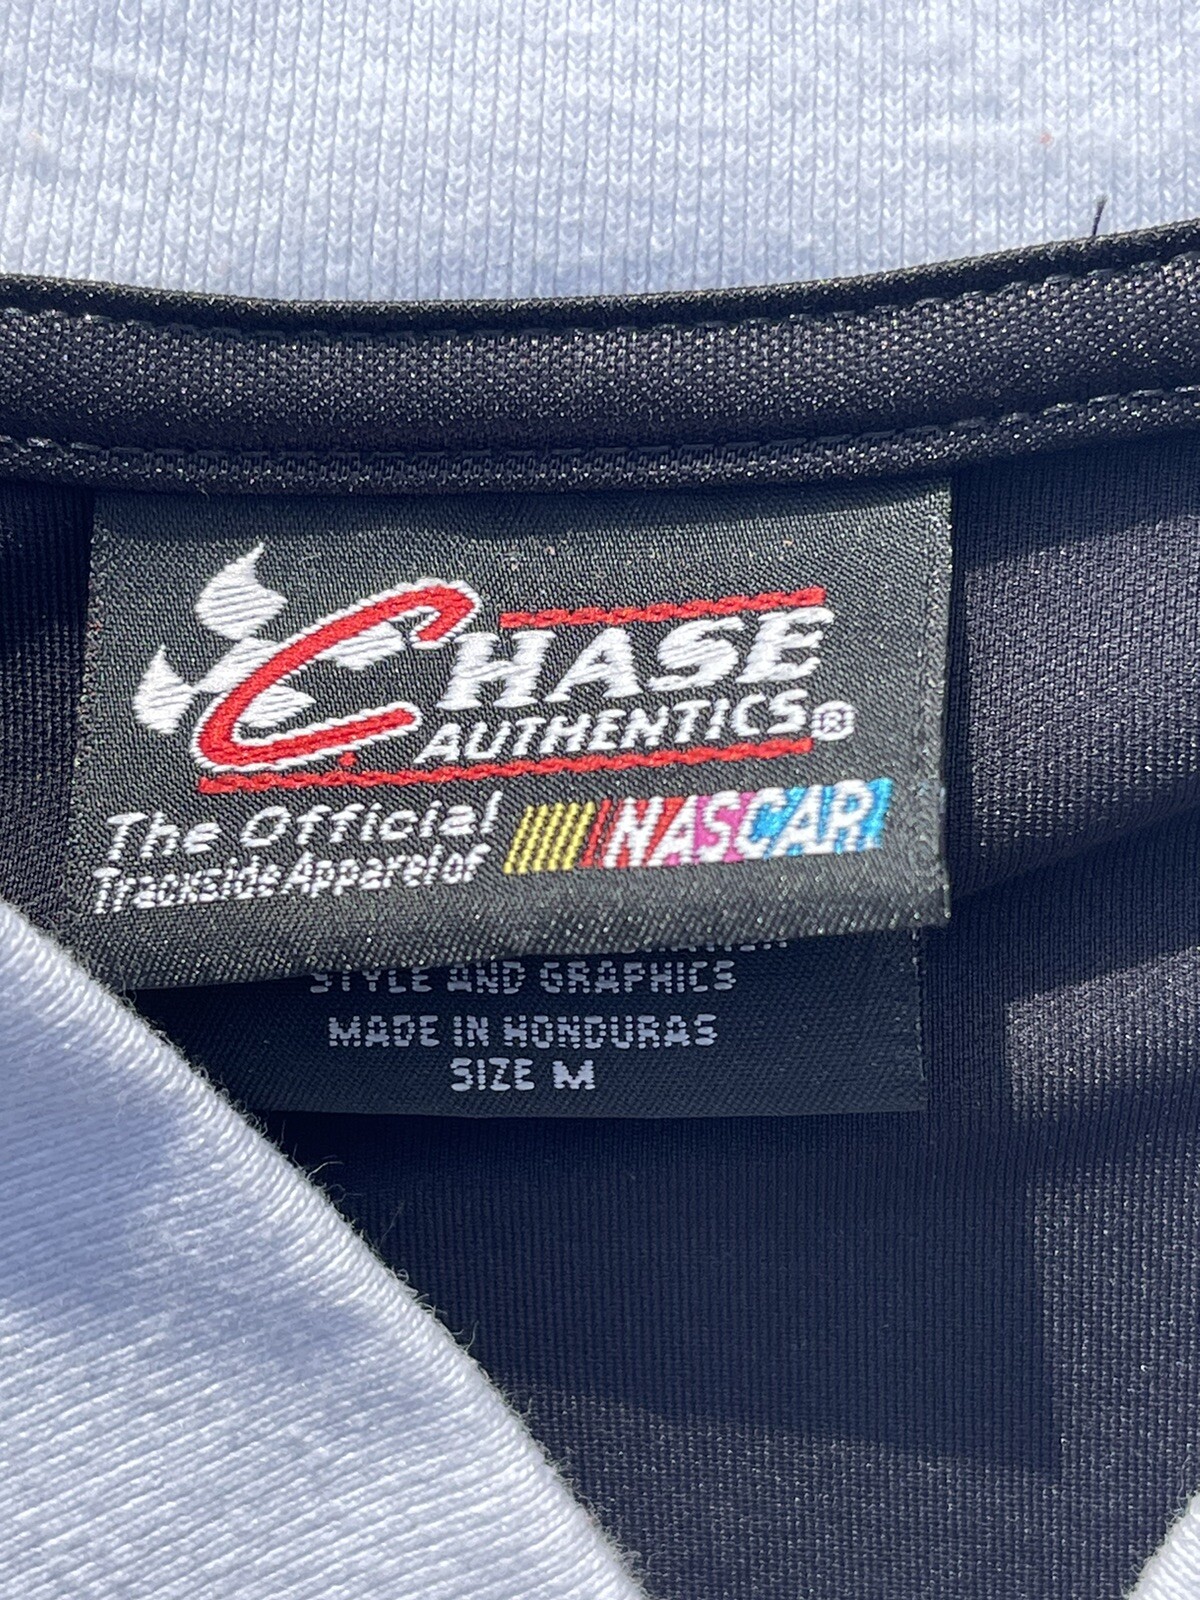 CHASE
AUTHENTICS®
The Official
Trackside Apparel of
NASCAR
STYLE AND GRAPHICS
MADE IN HONDURAS
SIZE M